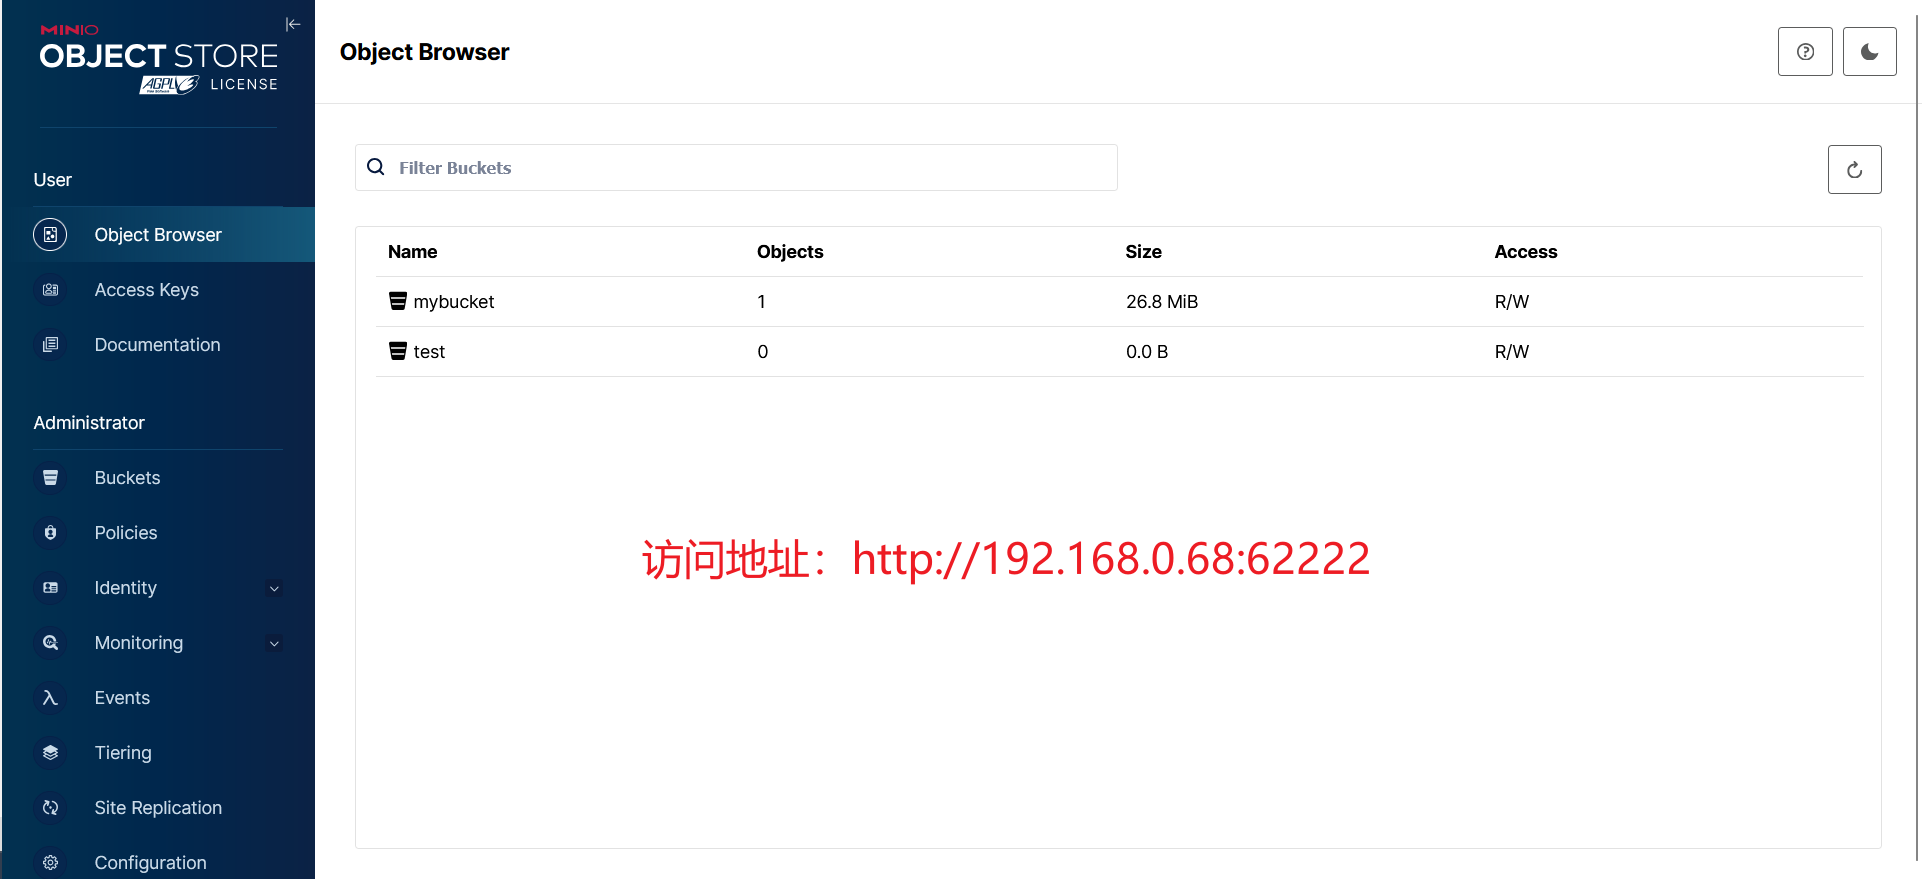 MINIO
OBJECT STORE
AGPL v3 LICENSE
User
Object Browser
Access Keys
Documentation
Administrator
Buckets
Policies
Identity
Monitoring
Events
Tiering
Site Replication
Configuration
Object Browser
Filter Buckets
Name Objects Size Access
mybucket 1 26.8 MiB R/W
test 0 0.0 B R/W
访问地址：http://192.168.0.68:62222